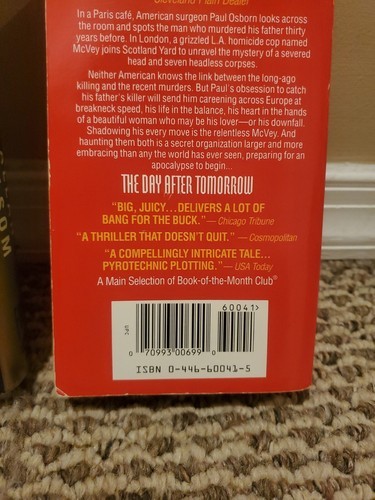 Cleveland Plain Dealer
In a Paris café, American surgeon Paul Osborn looks across
the room and spots the man who murdered his father thirty
years before. In London, a grizzled L.A. homicide cop named
McVey joins Scotland Yard to unravel the mystery of a severed
head and seven headless corpses.
Neither American knows the link between the long-ago
killing and the recent murders. But Paul's obsession to catch
his father's killer will send him careening across Europe at
breakneck speed, his life in the balance, his heart in the hands
of a beautiful woman who may be his lover—or his downfall.
Shadowing his every move is the relentless McVey. And
haunting them both is a secret organization larger and more
embracing than any the world has ever seen, preparing for an
apocalypse to begin...
THE DAY AFTER TOMORROW
"BIG, JUICY...DELIVERS A LOT OF
BANG FOR THE BUCK."— Chicago Tribune
"A THRILLER THAT DOESN'T QUIT." — Cosmopolitan
"A COMPELLINGLY INTRICATE TALE...
PYROTECHNIC PLOTTING."— USA Today
A Main Selection of Book-of-the-Month Club®
60041>
0 70993 00699 0
ISBN 0-446-60041-5